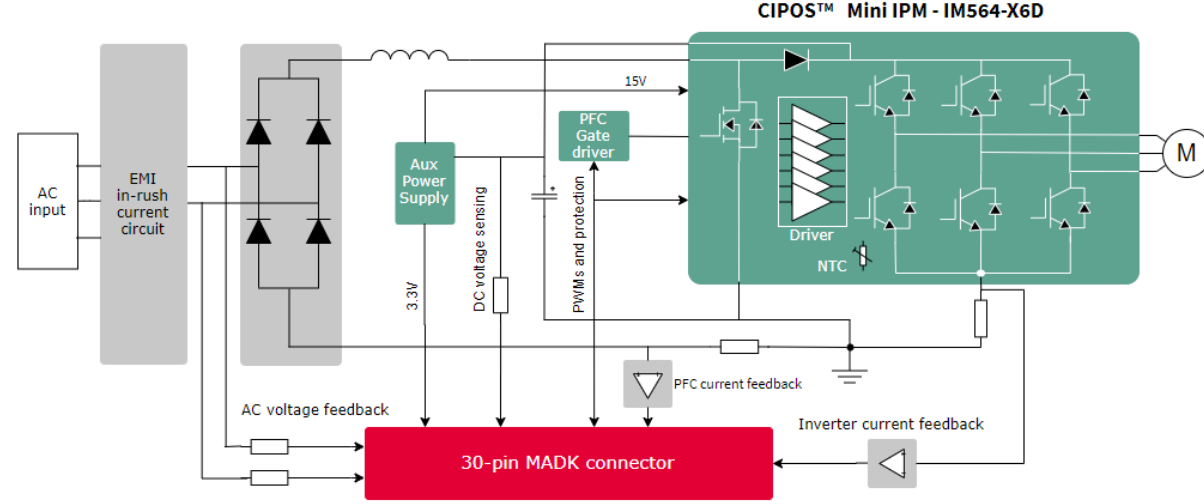 CIPOS™ Mini IPM - IM564-X6D
15V
PFC
Gate
driver
Aux
Power
Supply
AC
input
EMI
in-rush
current
circuit
M
Driver
NTC
3.3V
DC voltage sensing
PWMs and protection
PFC current feedback
AC voltage feedback
Inverter current feedback
30-pin MADK connector
+